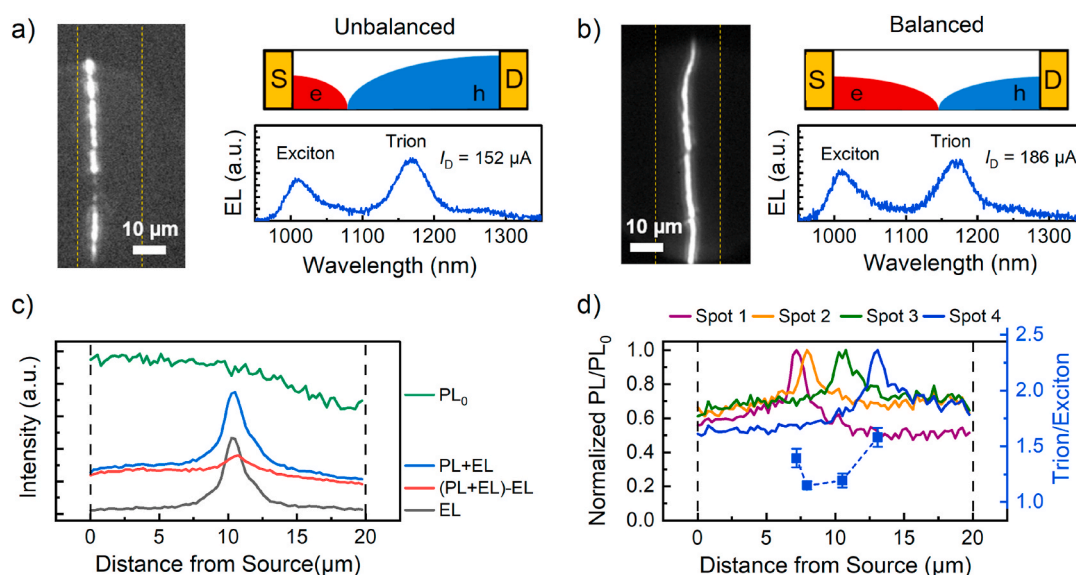 a)
Unbalanced
S
e
h
D
Exciton
Trion
I_D = 152 µA
EL (a.u.)
1000 1100 1200 1300
Wavelength (nm)
10 µm
b)
Balanced
S
e
h
D
Exciton
Trion
I_D = 186 µA
EL (a.u.)
1000 1100 1200 1300
Wavelength (nm)
10 µm
c)
Intensity (a.u.)
PL₀
PL+EL
(PL+EL)-EL
EL
0 5 10 15 20
Distance from Source(µm)
d)
Spot 1 Spot 2 Spot 3 Spot 4
Normalized PL/PL₀
1.0
0.8
0.6
0.4
0.2
0.0
2.5
2.0
1.5
1.0
Trion/Exciton
0 5 10 15 20
Distance from Source (µm)